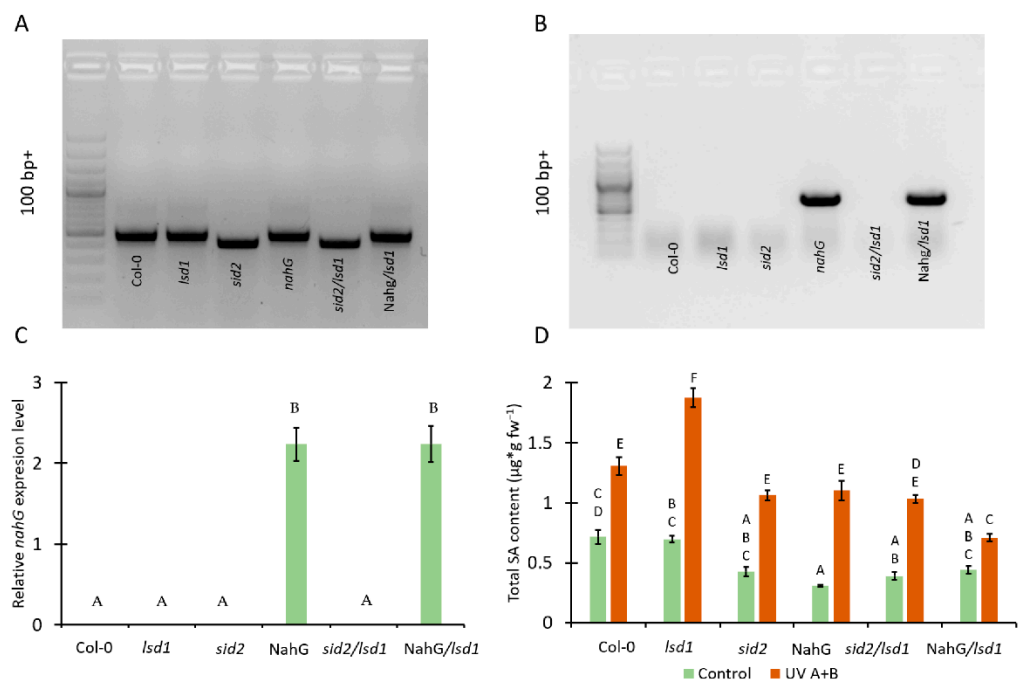 A
100 bp+
Col-0
lsd1
sid2
nahG
sid2/lsd1
Nahg/lsd1
B
100 bp+
Col-0
lsd1
sid2
nahG
sid2/lsd1
Nahg/lsd1
C
Relative nahG expresion level
3
2
1
0
A
A
A
B
A
B
Col-0
lsd1
sid2
NahG
sid2/lsd1
NahG/lsd1
D
Total SA content (µg*g fw⁻¹)
2
1.5
1
0.5
0
C
D
E
B
C
F
A
B
C
E
A
E
A
B
D
E
A
B
C
C
Col-0
lsd1
sid2
NahG
sid2/lsd1
NahG/lsd1
Control
UV A+B